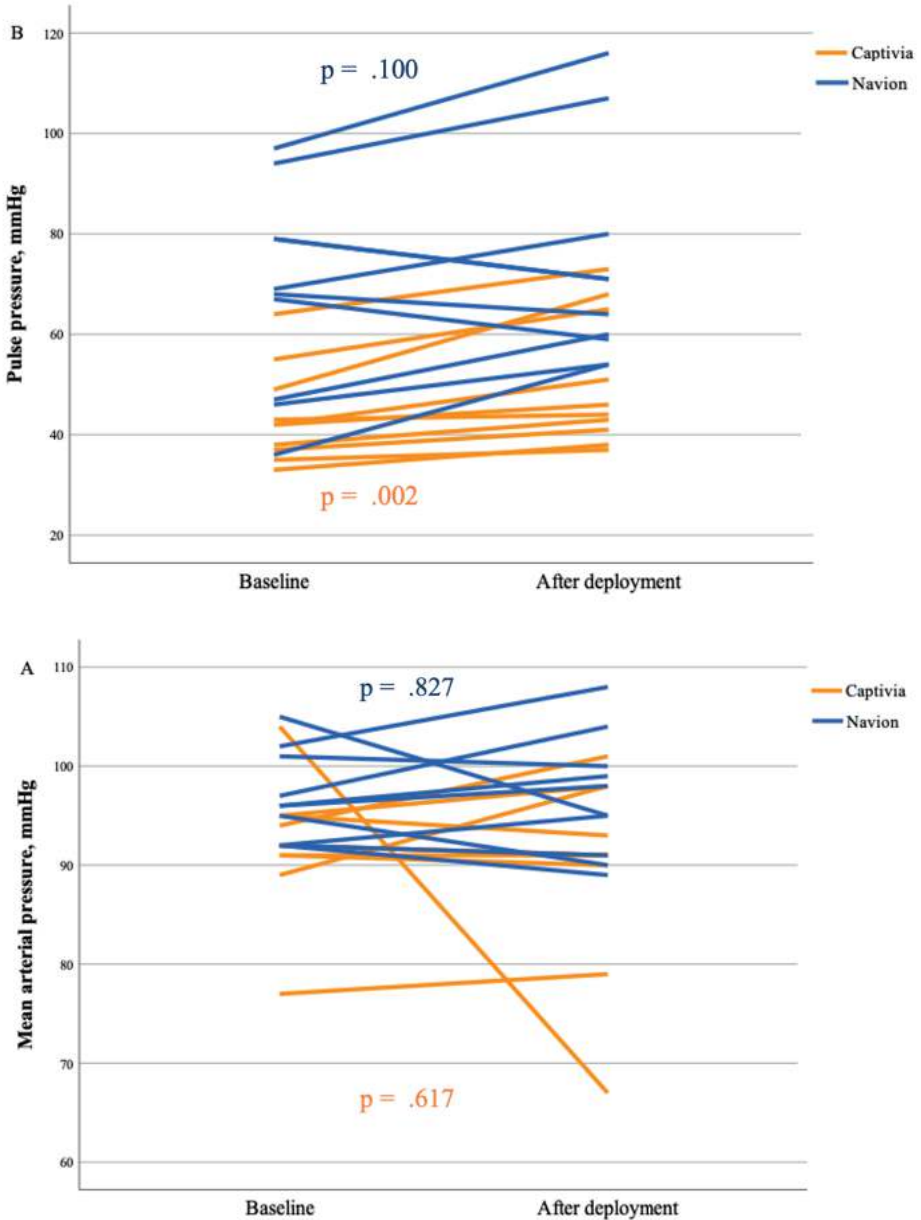 B
120
p = .100
Captivia
Navion
100
80
60
40
p = .002
20
Pulse pressure, mmHg
Baseline
After deployment
A
110
p = .827
Captivia
Navion
100
90
80
70
p = .617
60
Mean arterial pressure, mmHg
Baseline
After deployment